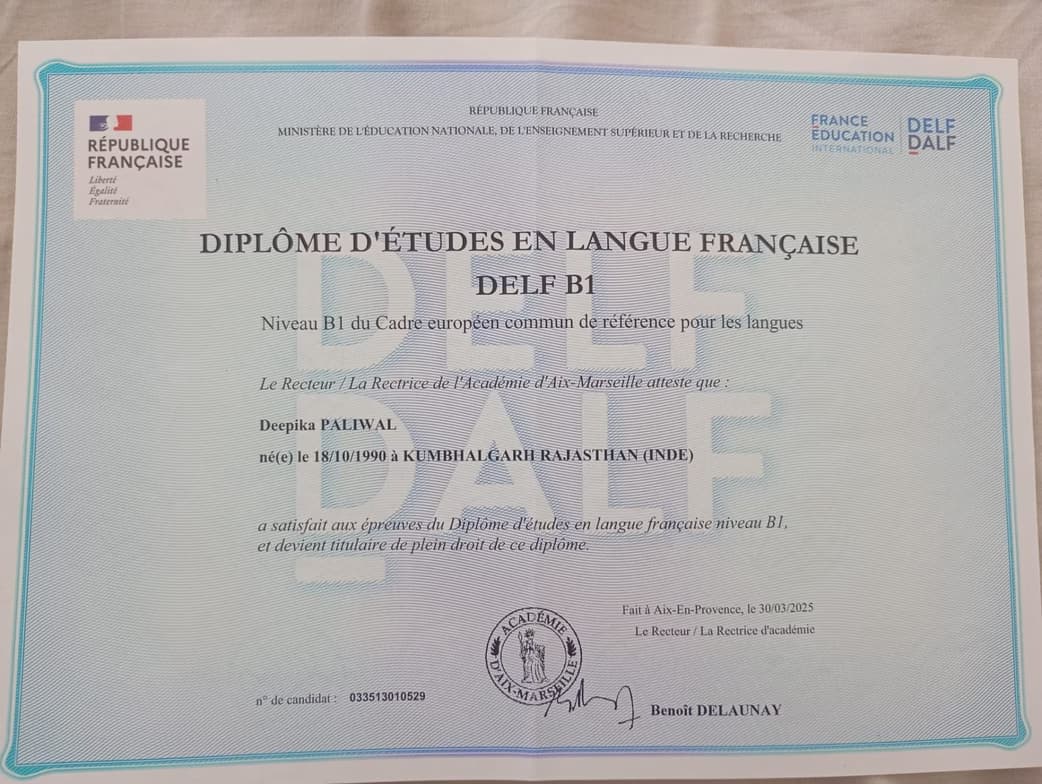 RÉPUBLIQUE FRANÇAISE
MINISTÈRE DE L'ÉDUCATION NATIONALE, DE L'ENSEIGNEMENT SUPÉRIEUR ET DE LA RECHERCHE
RÉPUBLIQUE
FRANÇAISE
Liberté
Égalité
Fraternité
FRANCE
ÉDUCATION
INTERNATIONAL
DELF
DALF
DIPLÔME D'ÉTUDES EN LANGUE FRANÇAISE
DELF B1
Niveau B1 du Cadre européen commun de référence pour les langues
DELF
DALF
Le Recteur / La Rectrice de l'Académie d'Aix-Marseille atteste que :
Deepika PALIWAL
né(e) le 18/10/1990 à KUMBHALGARH RAJASTHAN (INDE)
a satisfait aux épreuves du Diplôme d'études en langue française niveau B1,
et devient titulaire de plein droit de ce diplôme.
Fait à Aix-En-Provence, le 30/03/2025
Le Recteur / La Rectrice d'académie
ACADÉMIE
D'AIX-MARSEILLE
n° de candidat : 033513010529
Benoît DELAUNAY